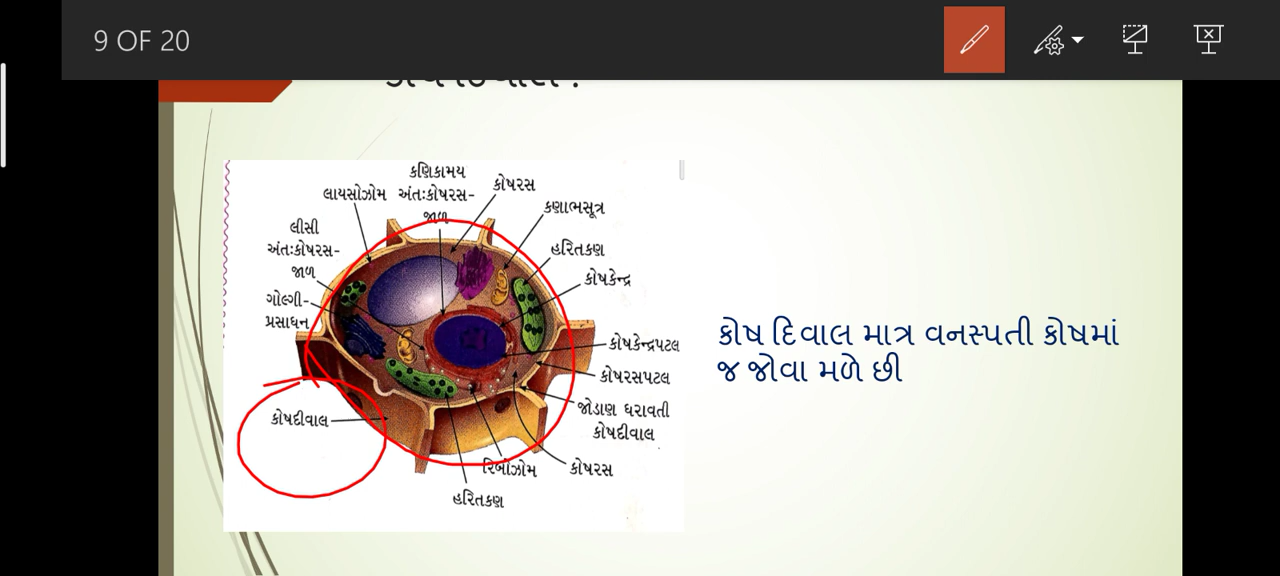 9 OF 20
કણિકામય
લાયસોઝોમ અંતઃકોષરસ-
જાળ
કોષરસ
કણાભસૂત્ર
લીસી
અંતઃકોષરસ-
જાળ
હરિતકણ
કોષકેન્દ્ર
ગોલ્ગી-
પ્રસાધન
કોષકેન્દ્રપટલ
કોષરસપટલ
જોડાણ ધરાવતી
કોષદીવાલ
કોષદીવાલ
રિબોઝોમ
કોષરસ
હરિતકણ
કોષ દિવાલ માત્ર વનસ્પતી કોષમાં
જ જોવા મળે છી